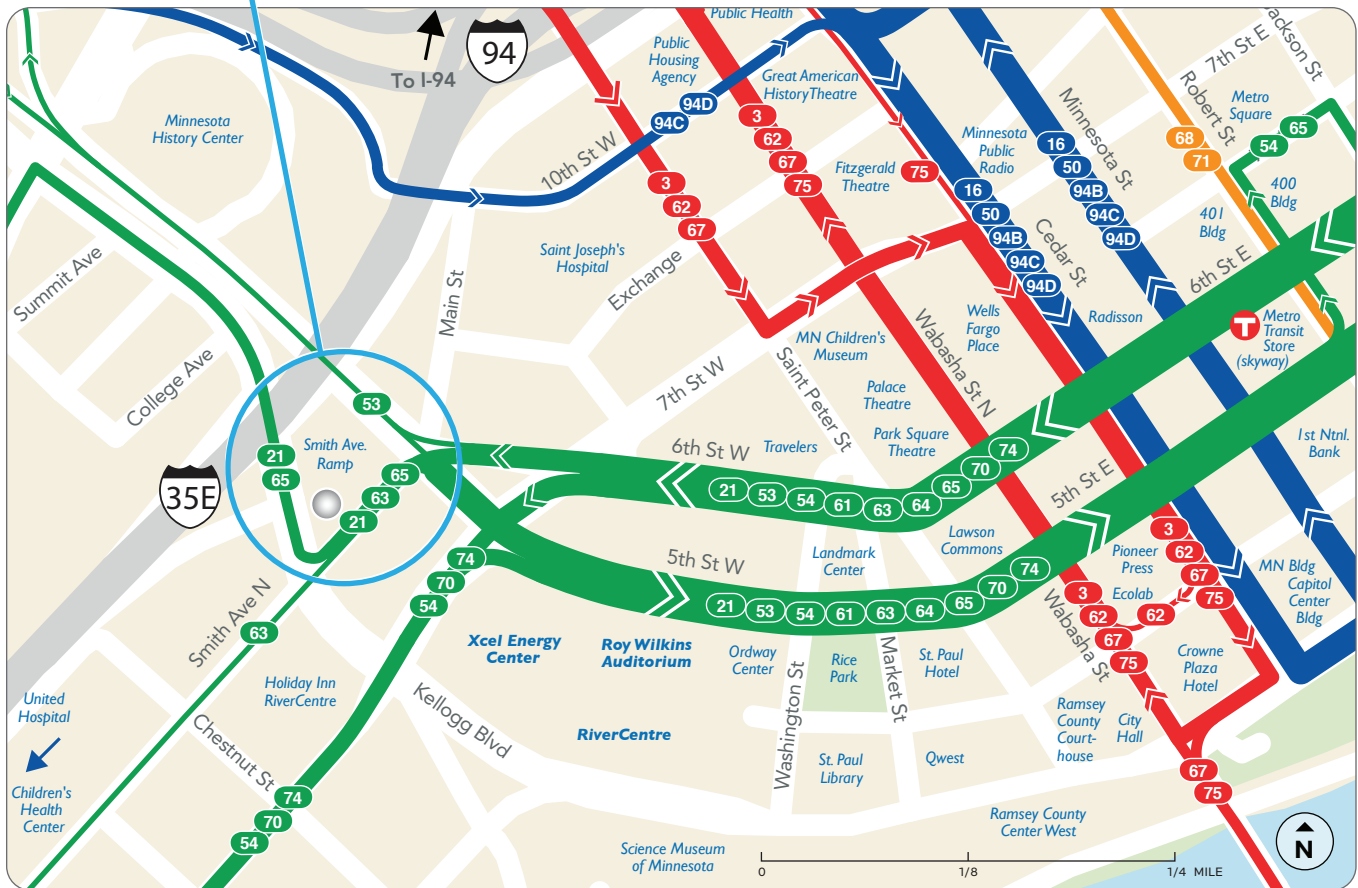 Public Health
94
To I-94
Public
Housing
Agency
Great American
HistoryTheatre
7th St E
Jackson St
Metro
Square
Robert St
65
54
68
71
400
Bldg
401
Bldg
Minnesota
History Center
94D
94C
10th St W
3
62
67
75
3
62
67
Fitzgerald
Theatre
75
Minnesota
Public
Radio
16
50
94B
94C
94D
Cedar St
16
50
94B
94C
94D
Minnesota St
6th St E
T
Metro
Transit
Store
(skyway)
Summit Ave
College Ave
Main St
Saint Joseph's
Hospital
Exchange
7th St W
MN Children's
Museum
Saint Peter St
Wabasha St N
Wells
Fargo
Place
Radisson
Palace
Theatre
Park Square
Theatre
1st Ntnl.
Bank
53
21
65
Smith Ave.
Ramp
65
63
21
35E
6th St W
Travelers
21
53
54
61
63
64
65
70
74
5th St E
Lawson
Commons
Landmark
Center
5th St W
21
53
54
61
63
64
65
70
74
74
70
54
3
62
67
75
Pioneer
Press
Ecolab
62
3
62
67
75
Wabasha St
MN Bldg
Capitol
Center
Bldg
Crowne
Plaza
Hotel
Smith Ave N
63
Xcel Energy
Center
Roy Wilkins
Auditorium
Ordway
Center
Rice
Park
St. Paul
Hotel
Washington St
Market St
Holiday Inn
RiverCentre
Kellogg Blvd
RiverCentre
United
Hospital
Chestnut St
Children's
Health
Center
74
70
54
St. Paul
Library
Qwest
Ramsey
County
Court-
house
City
Hall
67
75
Ramsey County
Center West
Science Museum
of Minnesota
0
1/8
1/4 MILE
N